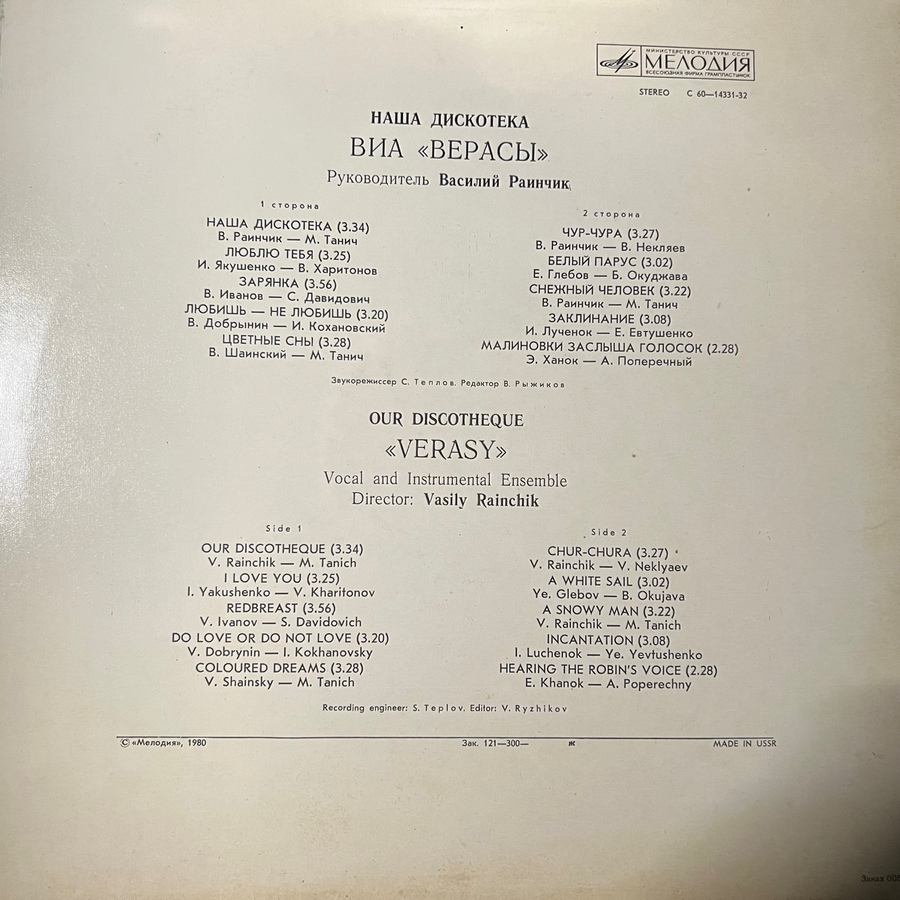 МИНИСТЕРСТВО КУЛЬТУРЫ СССР
МЕЛОДИЯ
ВСЕСОЮЗНАЯ ФИРМА ГРАМПЛАСТИНОК
STEREO С 60—14331-32
НАША ДИСКОТЕКА
ВИА «ВЕРАСЫ»
Руководитель Василий Раинчик
1 сторона
НАША ДИСКОТЕКА (3.34)
В. Раинчик — М. Танич
ЛЮБЛЮ ТЕБЯ (3.25)
И. Якушенко — В. Харитонов
ЗАРЯНКА (3.56)
В. Иванов — С. Давидович
ЛЮБИШЬ — НЕ ЛЮБИШЬ (3.20)
В. Добрынин — И. Кохановский
ЦВЕТНЫЕ СНЫ (3.28)
В. Шаинский — М. Танич
2 сторона
ЧУР-ЧУРА (3.27)
В. Раинчик — В. Некляев
БЕЛЫЙ ПАРУС (3.02)
Е. Глебов — Б. Окуджава
СНЕЖНЫЙ ЧЕЛОВЕК (3.22)
В. Раинчик — М. Танич
ЗАКЛИНАНИЕ (3.08)
И. Лученок — Е. Евтушенко
МАЛИНОВКИ ЗАСЛЫША ГОЛОСОК (2.28)
Э. Ханок — А. Поперечный
Звукорежиссер С. Теплов. Редактор В. Рыжиков
OUR DISCOTHEQUE
«VERASY»
Vocal and Instrumental Ensemble
Director: Vasily Rainchik
Side 1
OUR DISCOTHEQUE (3.34)
V. Rainchik — M. Tanich
I LOVE YOU (3.25)
I. Yakushenko — V. Kharitonov
REDBREAST (3.56)
V. Ivanov — S. Davidovich
DO LOVE OR DO NOT LOVE (3.20)
V. Dobrynin — I. Kokhanovsky
COLOURED DREAMS (3.28)
V. Shainsky — M. Tanich
Side 2
CHUR-CHURA (3.27)
V. Rainchik — V. Neklyaev
A WHITE SAIL (3.02)
Ye. Glebov — B. Okujava
A SNOWY MAN (3.22)
V. Rainchik — M. Tanich
INCANTATION (3.08)
I. Luchenok — Ye. Yevtushenko
HEARING THE ROBIN'S VOICE (2.28)
E. Khanok — A. Poperechny
Recording engineer: S. Teplov. Editor: V. Ryzhikov
© «Мелодия», 1980 Зак. 121—300— ж MADE IN USSR
Заказ